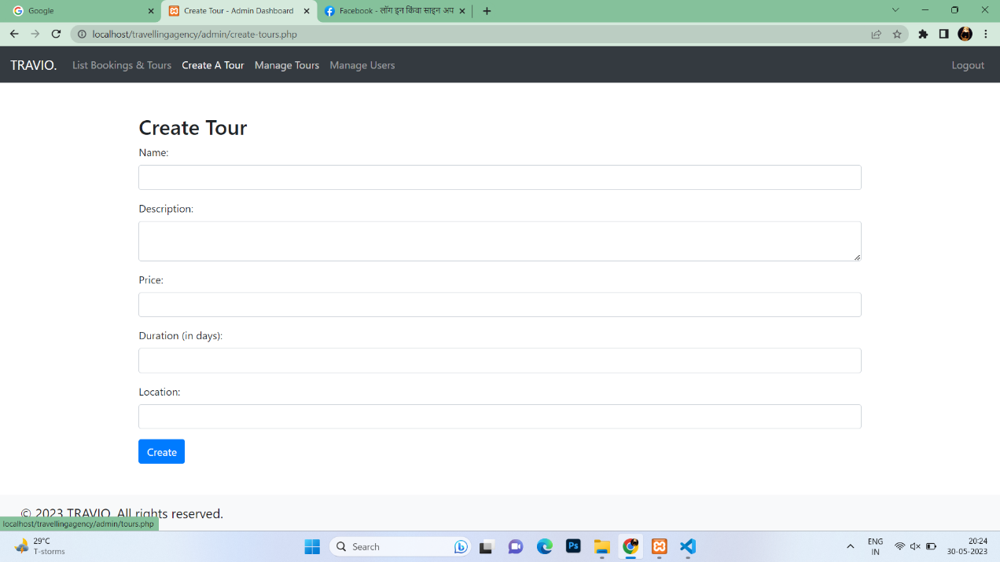 Google
Create Tour - Admin Dashboard
Facebook - लॉग इन किंवा साइन अप
localhost/travellingagency/admin/create-tours.php
TRAVIO. List Bookings & Tours Create A Tour Manage Tours Manage Users Logout
Create Tour
Name:
Description:
Price:
Duration (in days):
Location:
Create
© 2023 TRAVIO. All rights reserved.
localhost/travellingagency/admin/tours.php
29°C
T-storms
Search
Ps
ENG
IN
20:24
30-05-2023